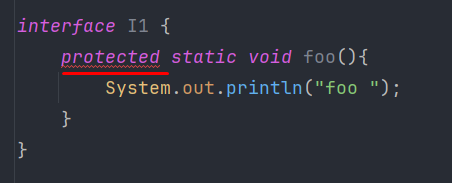 interface I1 {
protected static void foo(){
System.out.println("foo ");
}
}